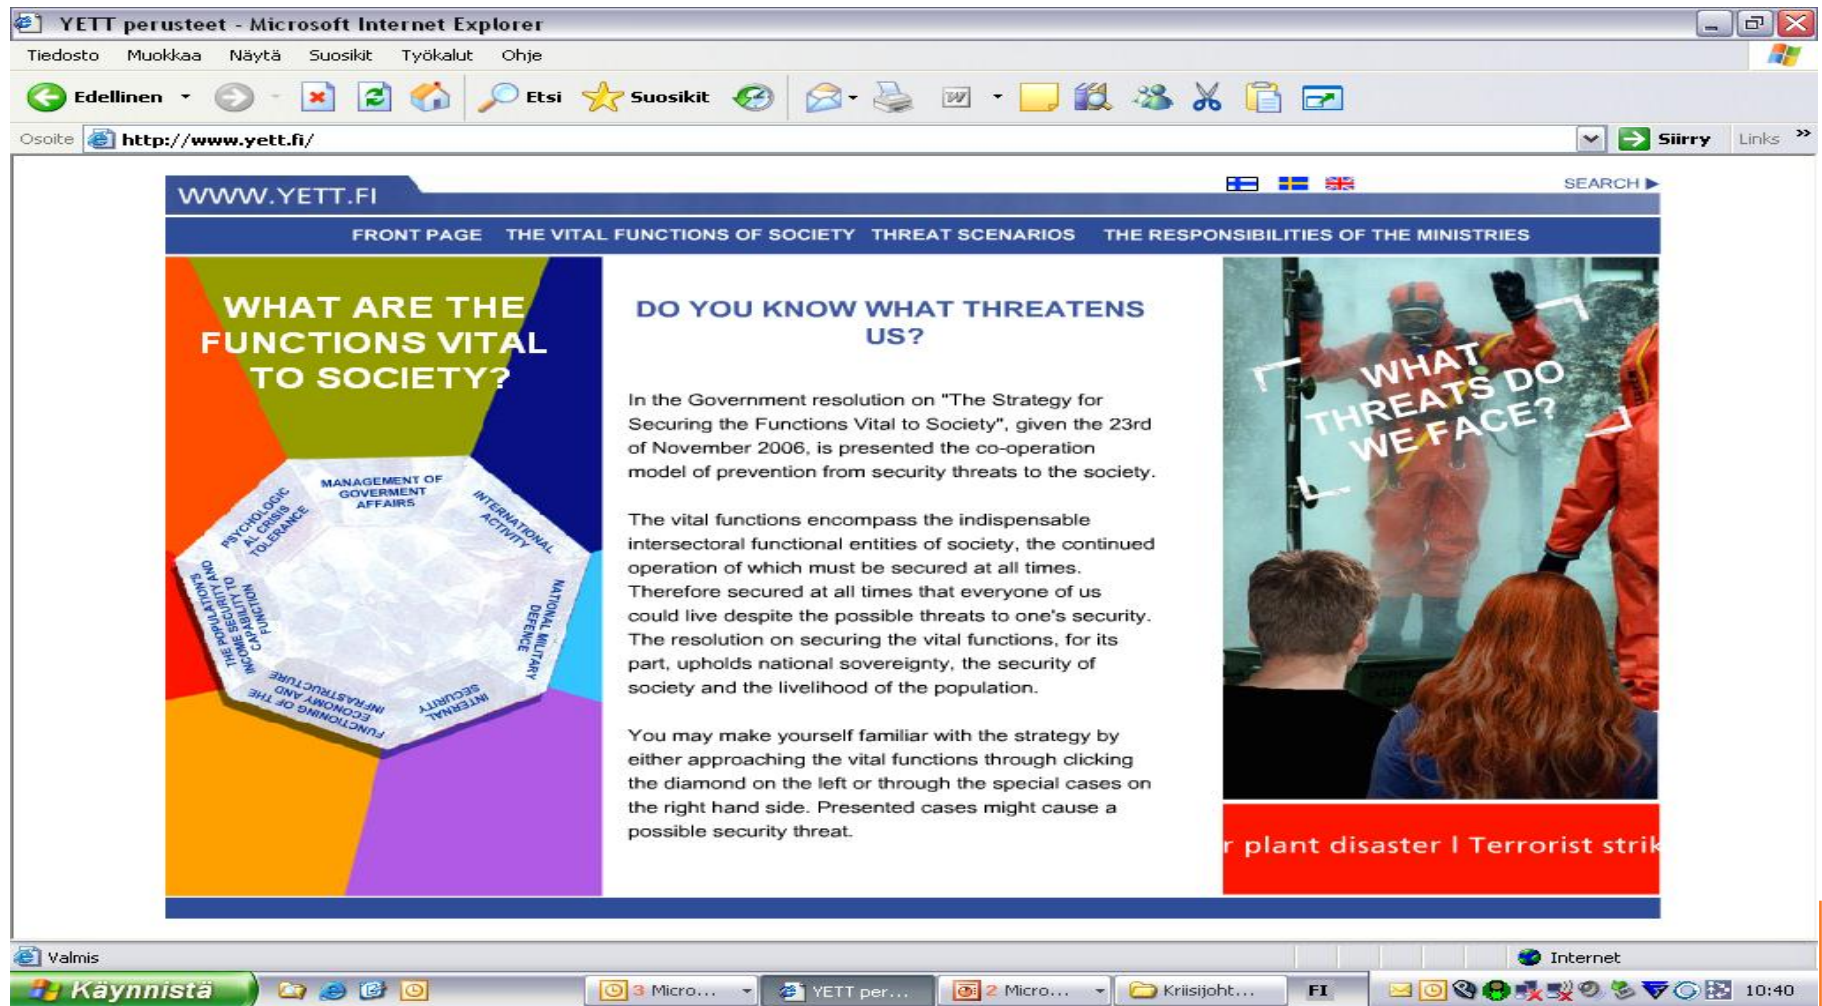 YETT perusteet - Microsoft Internet Explorer
Tiedosto Muokkaa Näytä Suosikit Työkalut Ohje
Edellinen Etsi Suosikit
Osoite http://www.yett.fi/ Siirry Links »
WWW.YETT.FI
SEARCH
FRONT PAGE THE VITAL FUNCTIONS OF SOCIETY THREAT SCENARIOS THE RESPONSIBILITIES OF THE MINISTRIES
WHAT ARE THE
FUNCTIONS VITAL
TO SOCIETY?
MANAGEMENT OF
GOVERMENT
AFFAIRS
INTERNATIONAL
ACTIVITY
NATIONAL MILITARY
DEFENCE
INTERNAL
SECURITY
FUNCTIONING OF THE
ECONOMY AND
INFRASTRUCTURE
THE POPULATION'S
INCOME SECURITY AND
CAPABILITY TO
FUNCTION
PSYCHOLOGIC
AL CRISIS
TOLERANCE
DO YOU KNOW WHAT THREATENS
US?
In the Government resolution on "The Strategy for
Securing the Functions Vital to Society", given the 23rd
of November 2006, is presented the co-operation
model of prevention from security threats to the society.
The vital functions encompass the indispensable
intersectoral functional entities of society, the continued
operation of which must be secured at all times.
Therefore secured at all times that everyone of us
could live despite the possible threats to one's security.
The resolution on securing the vital functions, for its
part, upholds national sovereignty, the security of
society and the livelihood of the population.
You may make yourself familiar with the strategy by
either approaching the vital functions through clicking
the diamond on the left or through the special cases on
the right hand side. Presented cases might cause a
possible security threat.
WHAT
THREATS DO
WE FACE?
r plant disaster l Terrorist strik
Valmis Internet
Käynnistä 3 Micro... YETT per... 2 Micro... Kriisijoht... FI 10:40